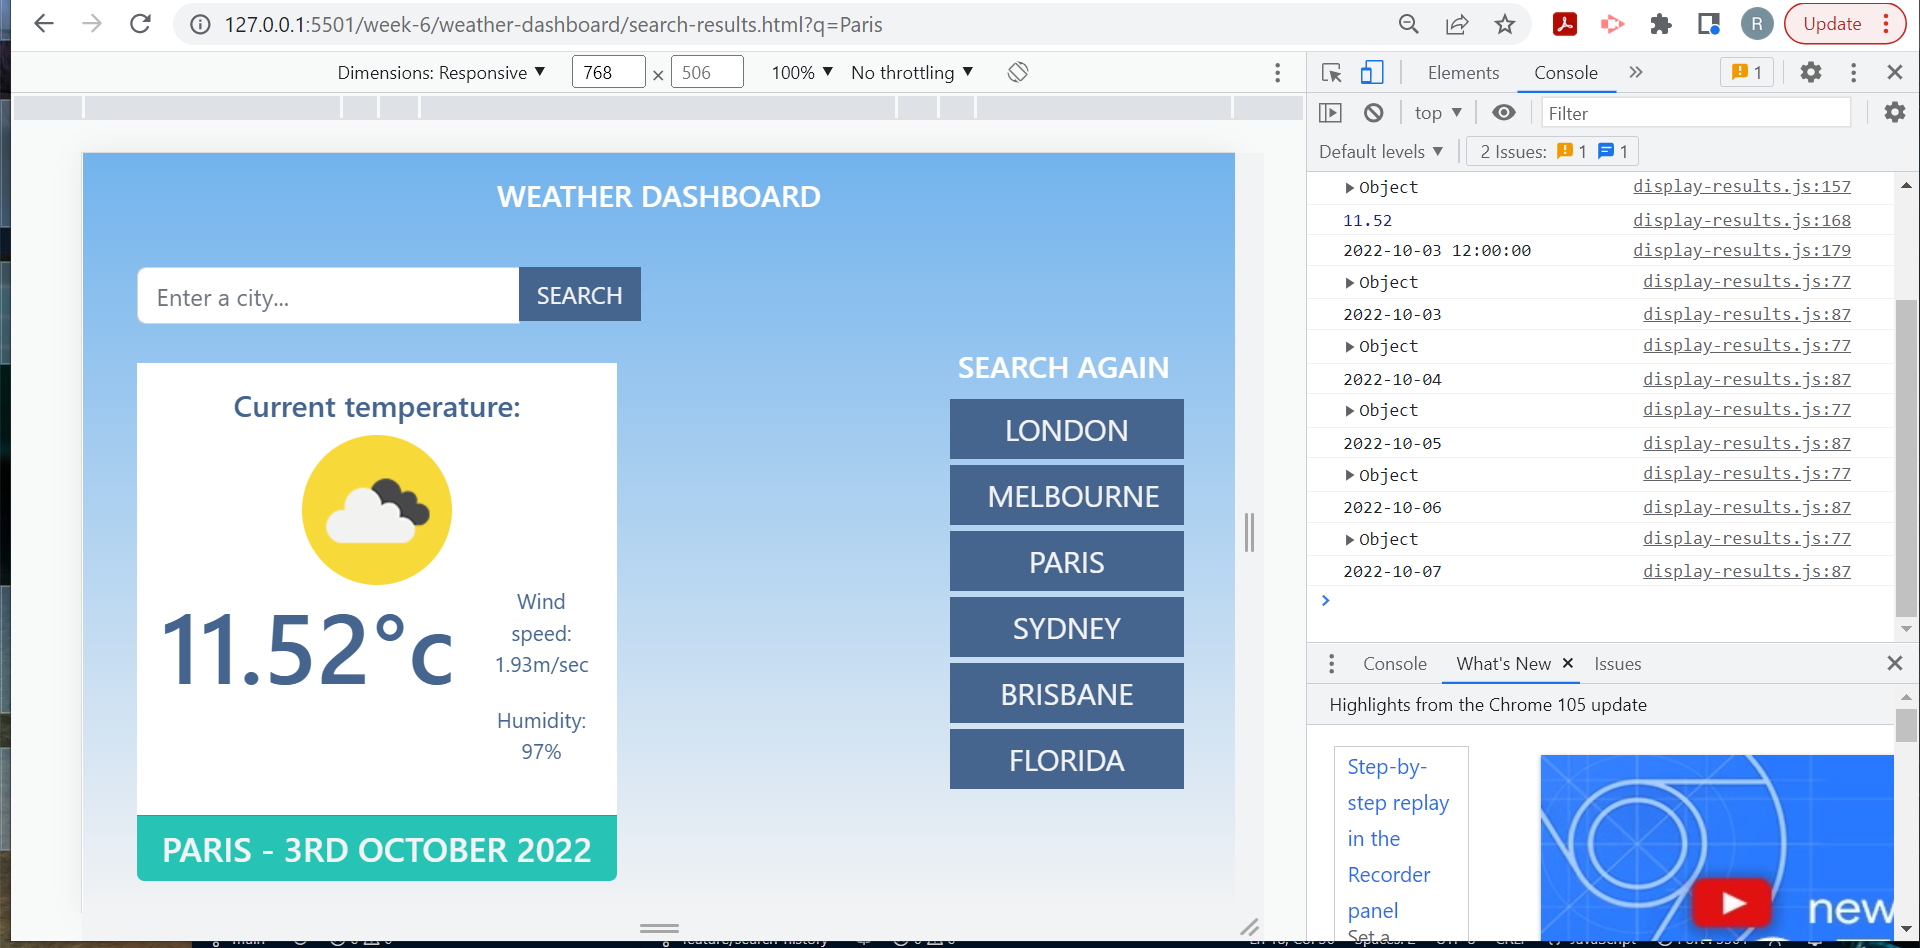 127.0.0.1:5501/week-6/weather-dashboard/search-results.html?q=Paris
R
Update
Dimensions: Responsive
768 × 506
100%
No throttling
Elements
Console
1
top
Filter
Default levels
2 Issues: 1 1
WEATHER DASHBOARD
Enter a city...
SEARCH
Current temperature:
11.52°c
Wind
speed:
1.93m/sec
Humidity:
97%
PARIS - 3RD OCTOBER 2022
SEARCH AGAIN
LONDON
MELBOURNE
PARIS
SYDNEY
BRISBANE
FLORIDA
Object display-results.js:157
11.52 display-results.js:168
2022-10-03 12:00:00 display-results.js:179
Object display-results.js:77
2022-10-03 display-results.js:87
Object display-results.js:77
2022-10-04 display-results.js:87
Object display-results.js:77
2022-10-05 display-results.js:87
Object display-results.js:77
2022-10-06 display-results.js:87
Object display-results.js:77
2022-10-07 display-results.js:87
Console
What's New
Issues
Highlights from the Chrome 105 update
Step-by-
step replay
in the
Recorder
panel
Set a
new